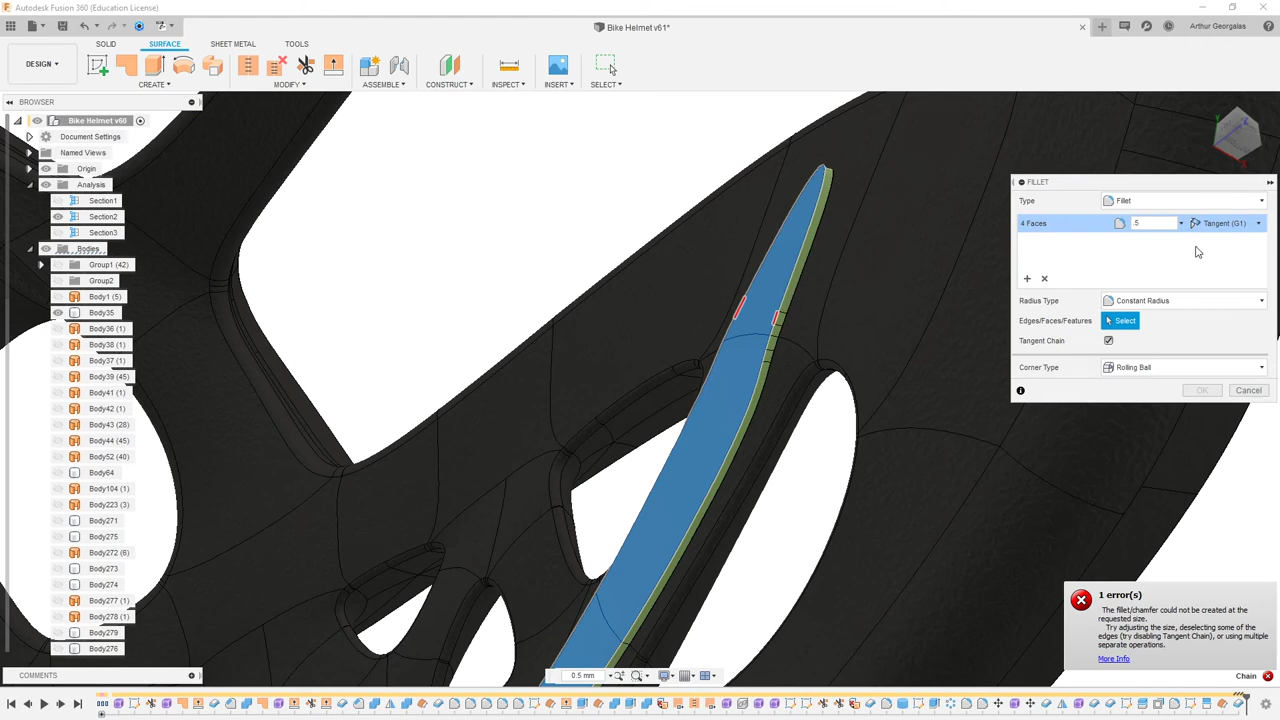 Autodesk Fusion 360 (Education License)
Bike Helmet v61*
Arthur Georgalas
DESIGN
SOLID SURFACE SHEET METAL TOOLS
CREATE MODIFY ASSEMBLE CONSTRUCT INSPECT INSERT SELECT
BROWSER
Bike Helmet v60
Document Settings
Named Views
Origin
Analysis
Section1
Section2
Section3
Bodies
Group1 (42)
Group2
Body1 (5)
Body35
Body36 (1)
Body38 (1)
Body37 (1)
Body39 (45)
Body41 (1)
Body42 (1)
Body43 (28)
Body44 (45)
Body52 (40)
Body64
Body104 (1)
Body223 (3)
Body271
Body275
Body272 (6)
Body273
Body274
Body277 (1)
Body278 (1)
Body279
Body276
COMMENTS
FILLET
Type Fillet
4 Faces .5 Tangent (G1)
Radius Type Constant Radius
Edges/Faces/Features Select
Tangent Chain
Corner Type Rolling Ball
OK Cancel
1 error(s)
The fillet/chamfer could not be created at the
requested size.
Try adjusting the size, deselecting some of the
edges (try disabling Tangent Chain), or using multiple
separate operations.
More Info
0.5 mm
Chain